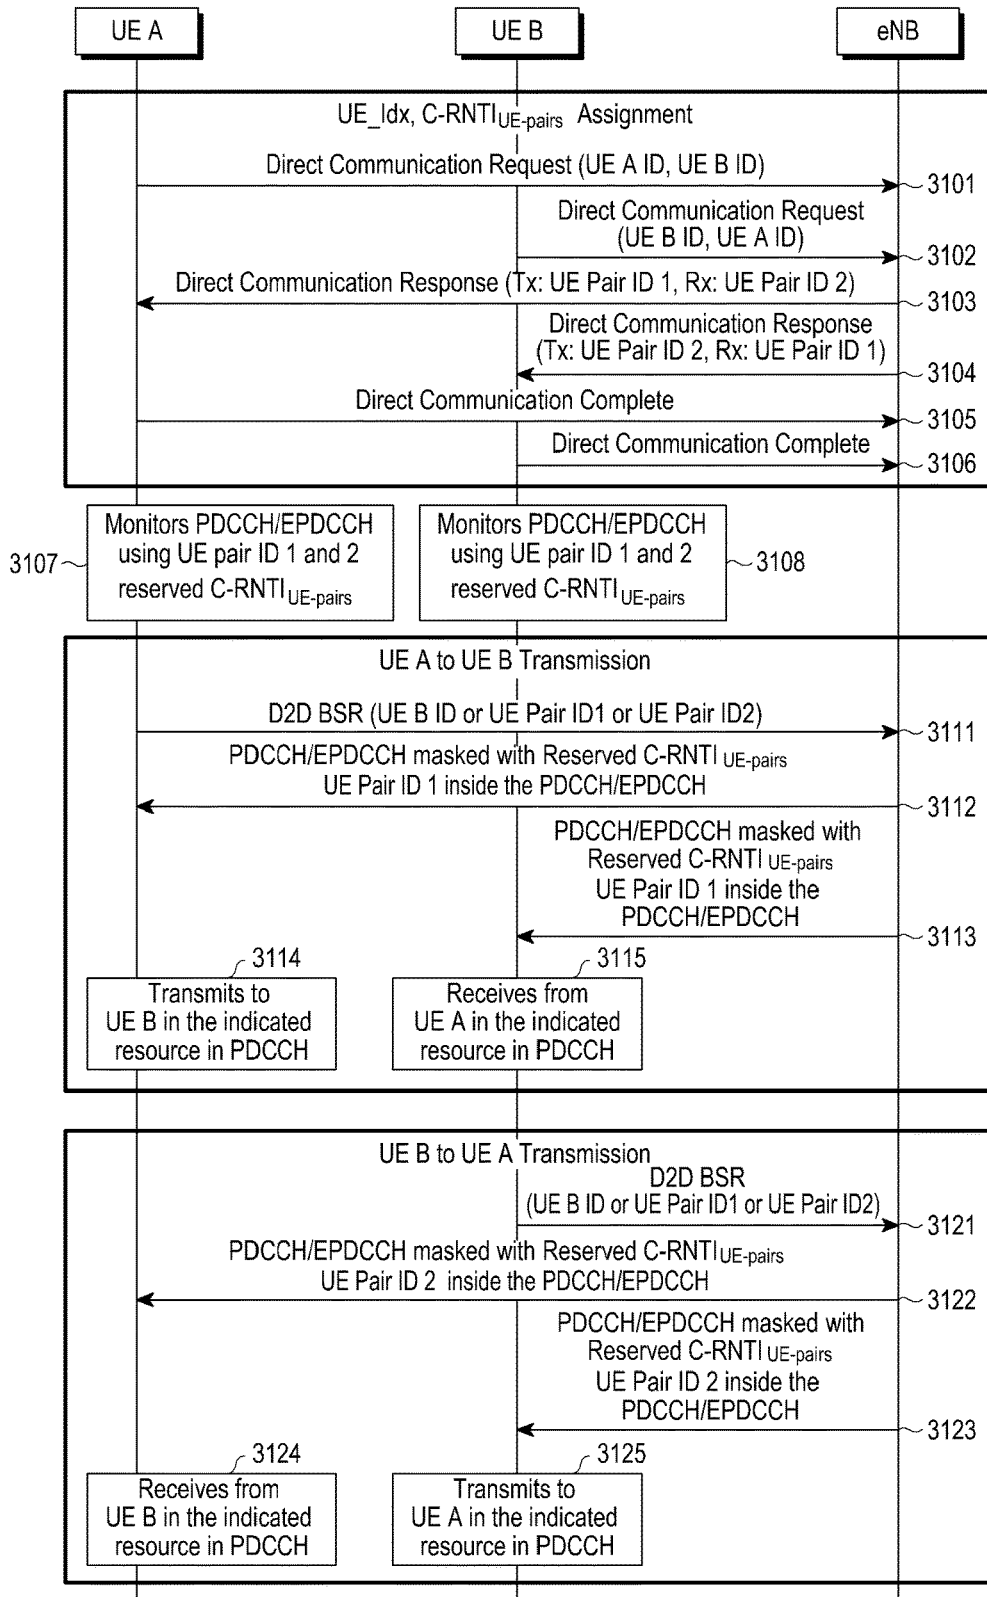 UE A
UE B
eNB
UE_Idx, C-RNTI UE-pairs Assignment
Direct Communication Request (UE A ID, UE B ID)
3101
Direct Communication Request
(UE B ID, UE A ID)
3102
Direct Communication Response (Tx: UE Pair ID 1, Rx: UE Pair ID 2)
3103
Direct Communication Response
(Tx: UE Pair ID 2, Rx: UE Pair ID 1)
3104
Direct Communication Complete
3105
Direct Communication Complete
3106
3107
Monitors PDCCH/EPDCCH
using UE pair ID 1 and 2
reserved C-RNTI UE-pairs
Monitors PDCCH/EPDCCH
using UE pair ID 1 and 2
reserved C-RNTI UE-pairs
3108
UE A to UE B Transmission
D2D BSR (UE B ID or UE Pair ID1 or UE Pair ID2)
3111
PDCCH/EPDCCH masked with Reserved C-RNTI UE-pairs
UE Pair ID 1 inside the PDCCH/EPDCCH
3112
PDCCH/EPDCCH masked with
Reserved C-RNTI UE-pairs
UE Pair ID 1 inside the
PDCCH/EPDCCH
3113
3114
Transmits to
UE B in the indicated
resource in PDCCH
3115
Receives from
UE A in the indicated
resource in PDCCH
UE B to UE A Transmission
D2D BSR
(UE B ID or UE Pair ID1 or UE Pair ID2)
3121
PDCCH/EPDCCH masked with Reserved C-RNTI UE-pairs
UE Pair ID 2 inside the PDCCH/EPDCCH
3122
PDCCH/EPDCCH masked with
Reserved C-RNTI UE-pairs
UE Pair ID 2 inside the
PDCCH/EPDCCH
3123
3124
Receives from
UE B in the indicated
resource in PDCCH
3125
Transmits to
UE A in the indicated
resource in PDCCH